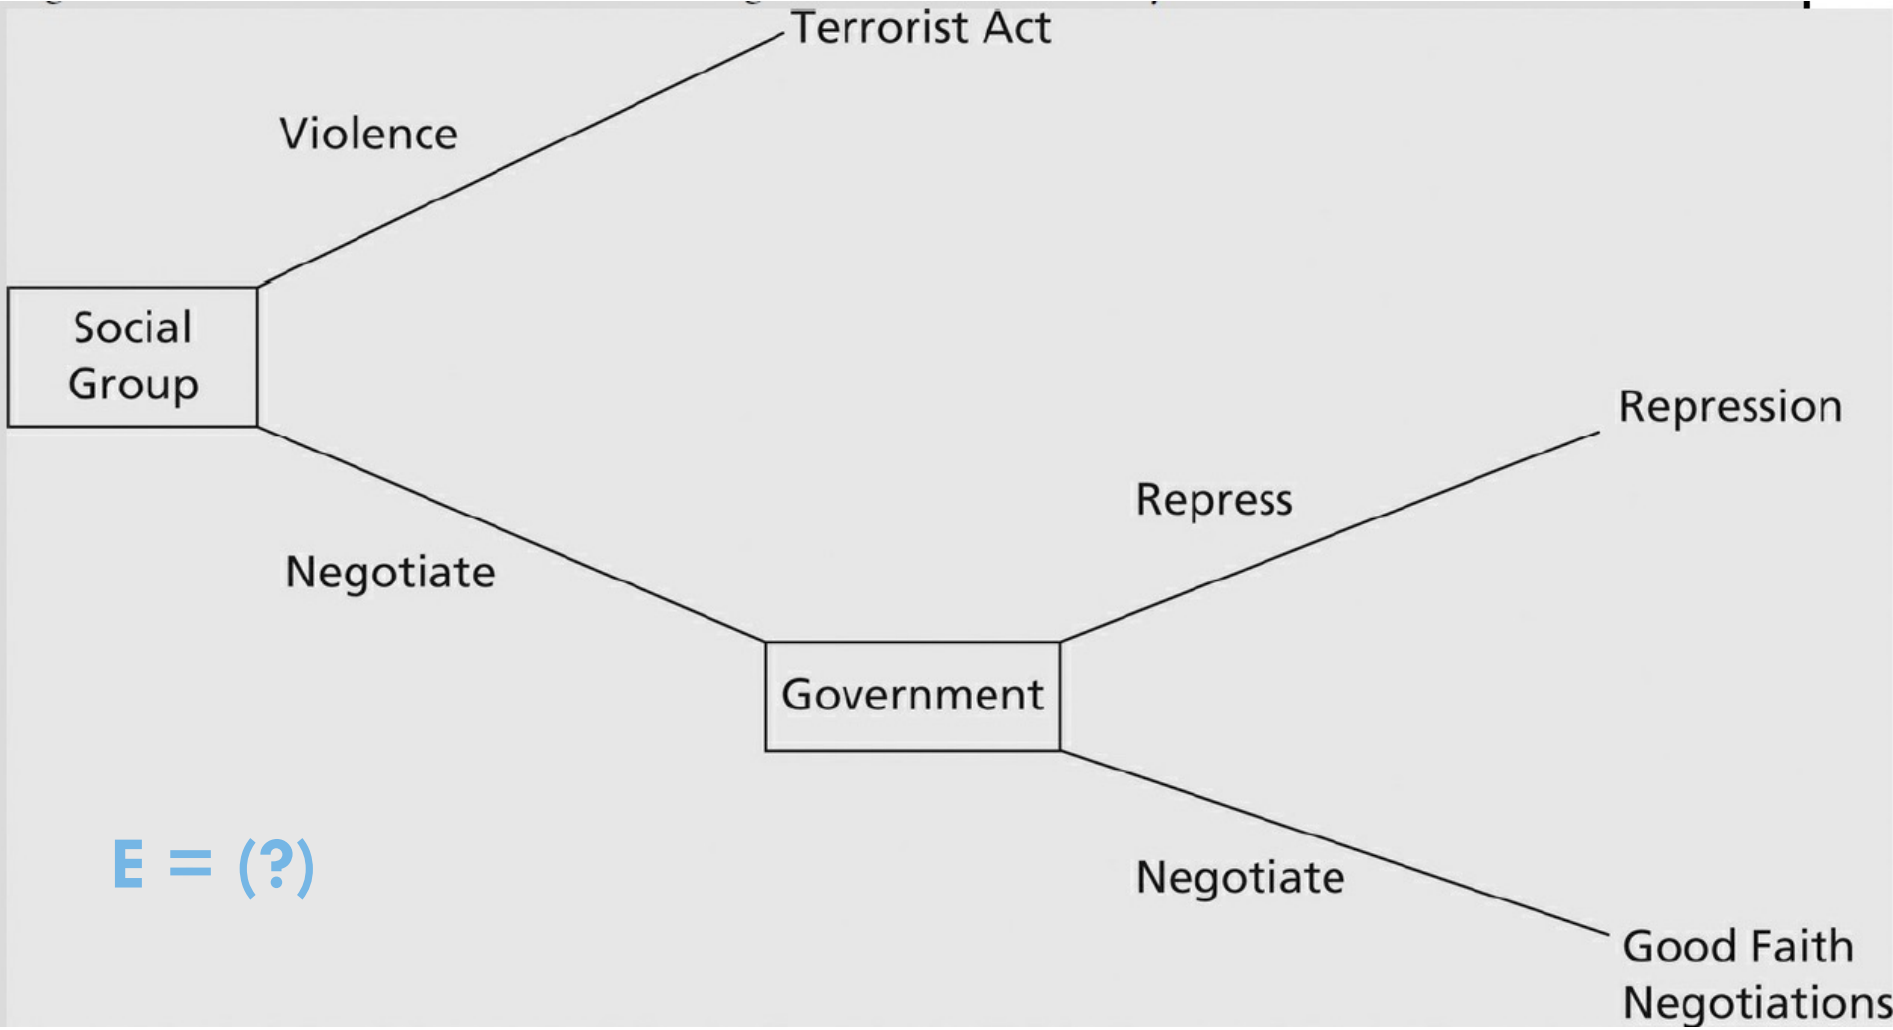 Terrorist Act
Violence
Social
Group
Repression
Repress
Negotiate
Government
E = (?)
Negotiate
Good Faith
Negotiations